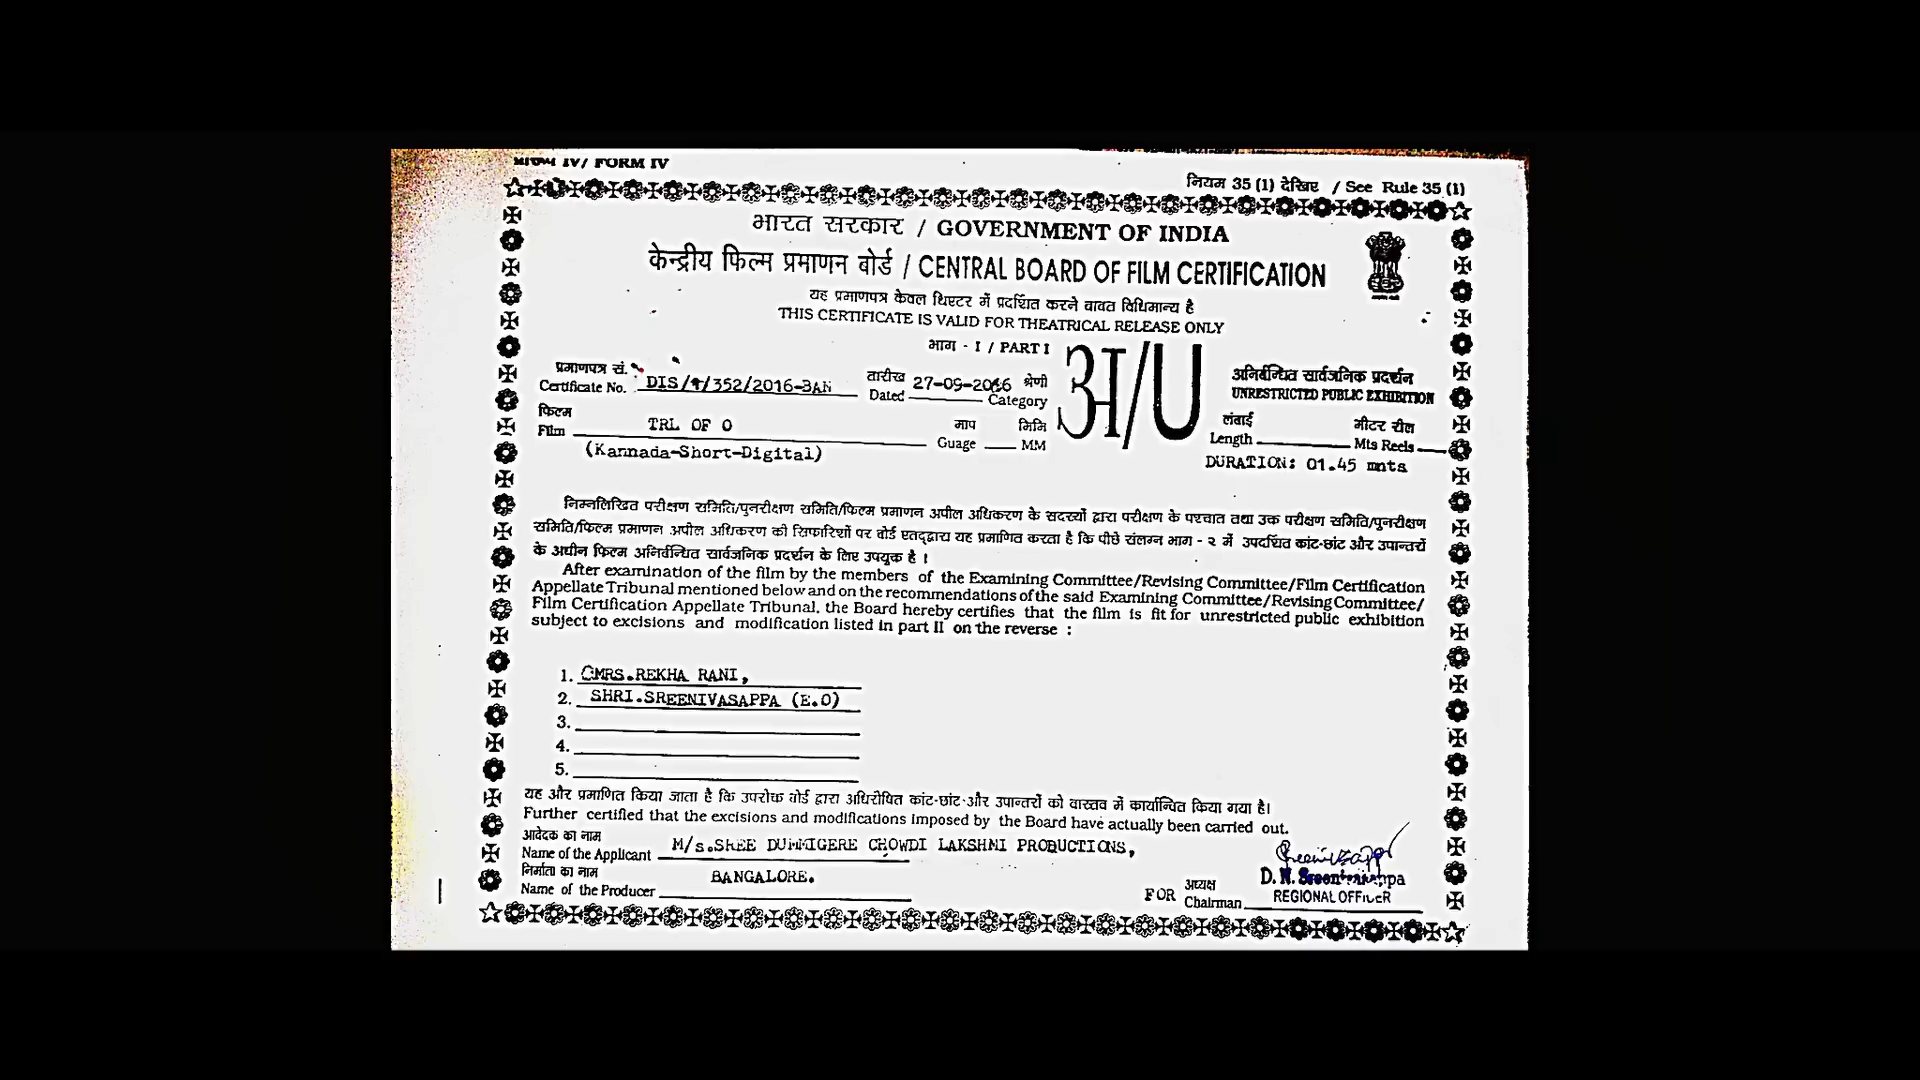 IV/ FORM IV
नियम 35 (1) देखिए / See Rule 35 (1)
भारत सरकार / GOVERNMENT OF INDIA
केन्द्रीय फिल्म प्रमाणन बोर्ड / CENTRAL BOARD OF FILM CERTIFICATION
यह प्रमाणपत्र केवल थिएटर में प्रदर्शित करने बावत विधिमान्य है
THIS CERTIFICATE IS VALID FOR THEATRICAL RELEASE ONLY
भाग - I / PART I
अ/U
प्रमाणपत्र सं.
Certificate No. DIS/1/352/2016-BAN
तारीख 27-09-2016 श्रेणी
Dated Category
अनिर्बन्धित सार्वजनिक प्रदर्शन
UNRESTRICTED PUBLIC EXHIBITION
फिल्म
Film TRL OF O
(Kannada-Short-Digital)
माप मिमि
Guage MM
लंबाई मीटर रील
Length Mts Reels
DURATION: 01.45 mnts
निम्नलिखित परीक्षण समिति/पुनरीक्षण समिति/फिल्म प्रमाणन अपील अधिकरण के सदस्यों द्वारा परीक्षण के पश्चात तथा उक्त परीक्षण समिति/पुनरीक्षण
समिति/फिल्म प्रमाणन अपील अधिकरण की सिफारिशों पर बोर्ड एतद्द्वारा यह प्रमाणित करता है कि पीछे संलग्न भाग - २ में उपदर्शित कांट-छांट और उपान्तरों
के अधीन फिल्म अनिर्बन्धित सार्वजनिक प्रदर्शन के लिए उपयुक्त है ।
After examination of the film by the members of the Examining Committee/Revising Committee/Film Certification
Appellate Tribunal mentioned below and on the recommendations of the said Examining Committee/Revising Committee/
Film Certification Appellate Tribunal, the Board hereby certifies that the film is fit for unrestricted public exhibition
subject to excisions and modification listed in part II on the reverse :
1. MRS.REKHA RANI,
2. SHRI.SREENIVASAPPA (E.O)
3.
4.
5.
यह और प्रमाणित किया जाता है कि उपरोक्त बोर्ड द्वारा अधिरोपित कांट-छांट-और उपान्तरों को वास्तव में कार्यान्वित किया गया है।
Further certified that the excisions and modifications imposed by the Board have actually been carried out.
आवेदक का नाम
Name of the Applicant M/s.SHREE DUMMIGERE CHOWDI LAKSHMI PRODUCTIONS,
निर्माता का नाम
Name of the Producer BANGALORE.
FOR अध्यक्ष
Chairman
D. N. Sreenivasappa
REGIONAL OFFICER